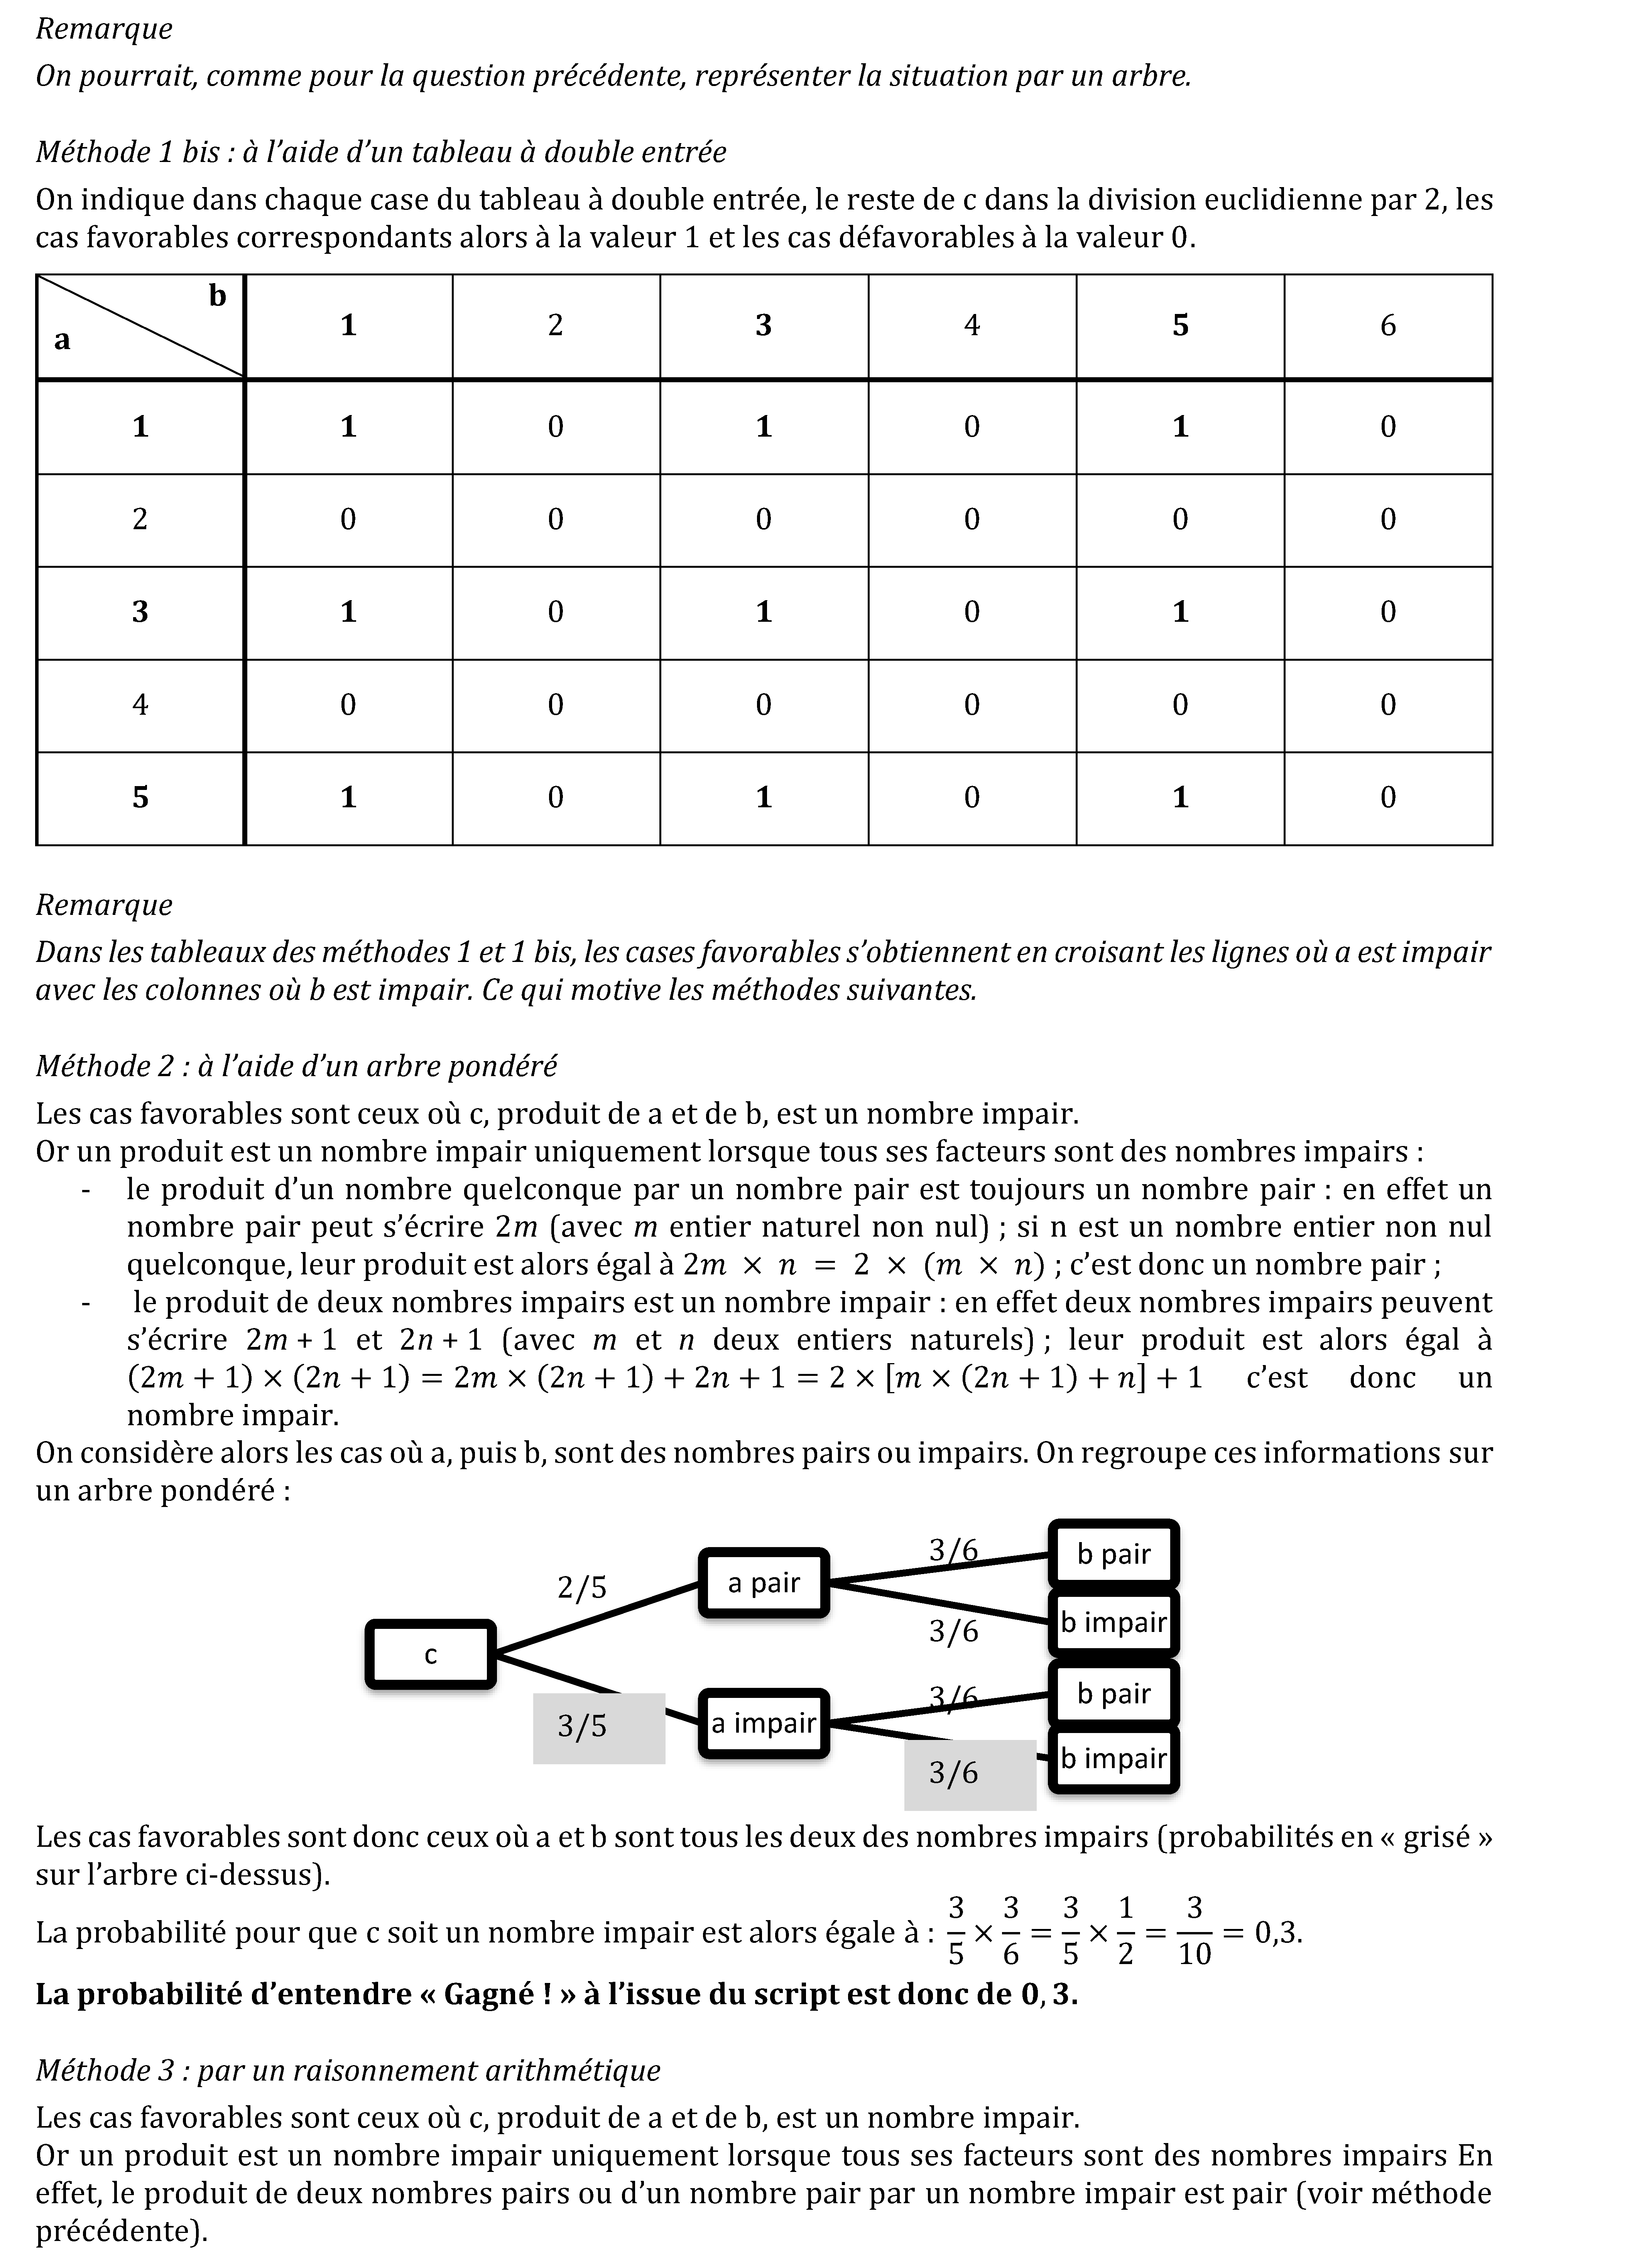 Remarque
On pourrait, comme pour la question précédente, représenter la situation par un arbre.
Méthode 1 bis : à l’aide d’un tableau à double entrée
On indique dans chaque case du tableau à double entrée, le reste de c dans la division euclidienne par 2, les
cas favorables correspondants alors à la valeur 1 et les cas défavorables à la valeur 0.
b
a
1 2 3 4 5 6
1 1 0 1 0 1 0
2 0 0 0 0 0 0
3 1 0 1 0 1 0
4 0 0 0 0 0 0
5 1 0 1 0 1 0
Remarque
Dans les tableaux des méthodes 1 et 1 bis, les cases favorables s’obtiennent en croisant les lignes où a est impair
avec les colonnes où b est impair. Ce qui motive les méthodes suivantes.
Méthode 2 : à l’aide d’un arbre pondéré
Les cas favorables sont ceux où c, produit de a et de b, est un nombre impair.
Or un produit est un nombre impair uniquement lorsque tous ses facteurs sont des nombres impairs :
- le produit d’un nombre quelconque par un nombre pair est toujours un nombre pair : en effet un
nombre pair peut s’écrire 2m (avec m entier naturel non nul) ; si n est un nombre entier non nul
quelconque, leur produit est alors égal à 2m × n = 2 × (m × n) ; c’est donc un nombre pair ;
- le produit de deux nombres impairs est un nombre impair : en effet deux nombres impairs peuvent
s’écrire 2m + 1 et 2n + 1 (avec m et n deux entiers naturels) ; leur produit est alors égal à
(2m + 1) × (2n + 1) = 2m × (2n + 1) + 2n + 1 = 2 × [m × (2n + 1) + n] + 1 c’est donc un
nombre impair.
On considère alors les cas où a, puis b, sont des nombres pairs ou impairs. On regroupe ces informations sur
un arbre pondéré :
c
2/5
3/5
a pair
a impair
3/6
3/6
3/6
3/6
b pair
b impair
b pair
b impair
Les cas favorables sont donc ceux où a et b sont tous les deux des nombres impairs (probabilités en « grisé »
sur l’arbre ci-dessus).
La probabilité pour que c soit un nombre impair est alors égale à : 3/5 × 3/6 = 3/5 × 1/2 = 3/10 = 0,3.
La probabilité d’entendre « Gagné ! » à l’issue du script est donc de 0, 3.
Méthode 3 : par un raisonnement arithmétique
Les cas favorables sont ceux où c, produit de a et de b, est un nombre impair.
Or un produit est un nombre impair uniquement lorsque tous ses facteurs sont des nombres impairs En
effet, le produit de deux nombres pairs ou d’un nombre pair par un nombre impair est pair (voir méthode
précédente).